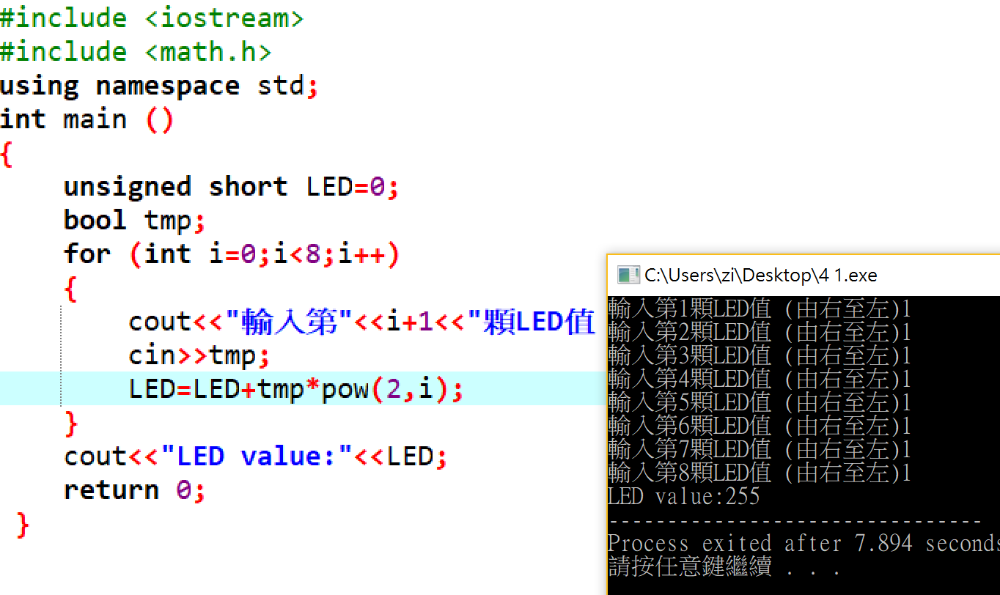 #include <iostream>
#include <math.h>
using namespace std;
int main ()
{
    unsigned short LED=0;
    bool tmp;
    for (int i=0;i<8;i++)
    {
        cout<<"輸入第"<<i+1<<"顆LED值
        cin>>tmp;
        LED=LED+tmp*pow(2,i);
    }
    cout<<"LED value:"<<LED;
    return 0;
 }
C:\Users\zi\Desktop\4 1.exe
輸入第1顆LED值 (由右至左)1
輸入第2顆LED值 (由右至左)1
輸入第3顆LED值 (由右至左)1
輸入第4顆LED值 (由右至左)1
輸入第5顆LED值 (由右至左)1
輸入第6顆LED值 (由右至左)1
輸入第7顆LED值 (由右至左)1
輸入第8顆LED值 (由右至左)1
LED value:255
--------------------------------
Process exited after 7.894 seconds
請按任意鍵繼續 . . .